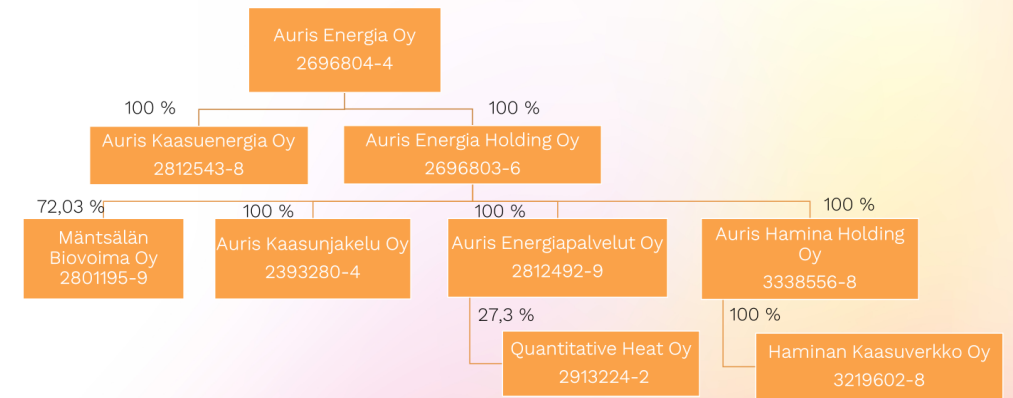 Auris Energia Oy
2696804-4
100 %
100 %
Auris Kaasuenergia Oy
2812543-8
Auris Energia Holding Oy
2696803-6
72,03 %
100 %
100 %
100 %
Mäntsälän
Biovoima Oy
2801195-9
Auris Kaasunjakelu Oy
2393280-4
Auris Energiapalvelut Oy
2812492-9
Auris Hamina Holding
Oy
3338556-8
27,3 %
100 %
Quantitative Heat Oy
2913224-2
Haminan Kaasuverkko Oy
3219602-8